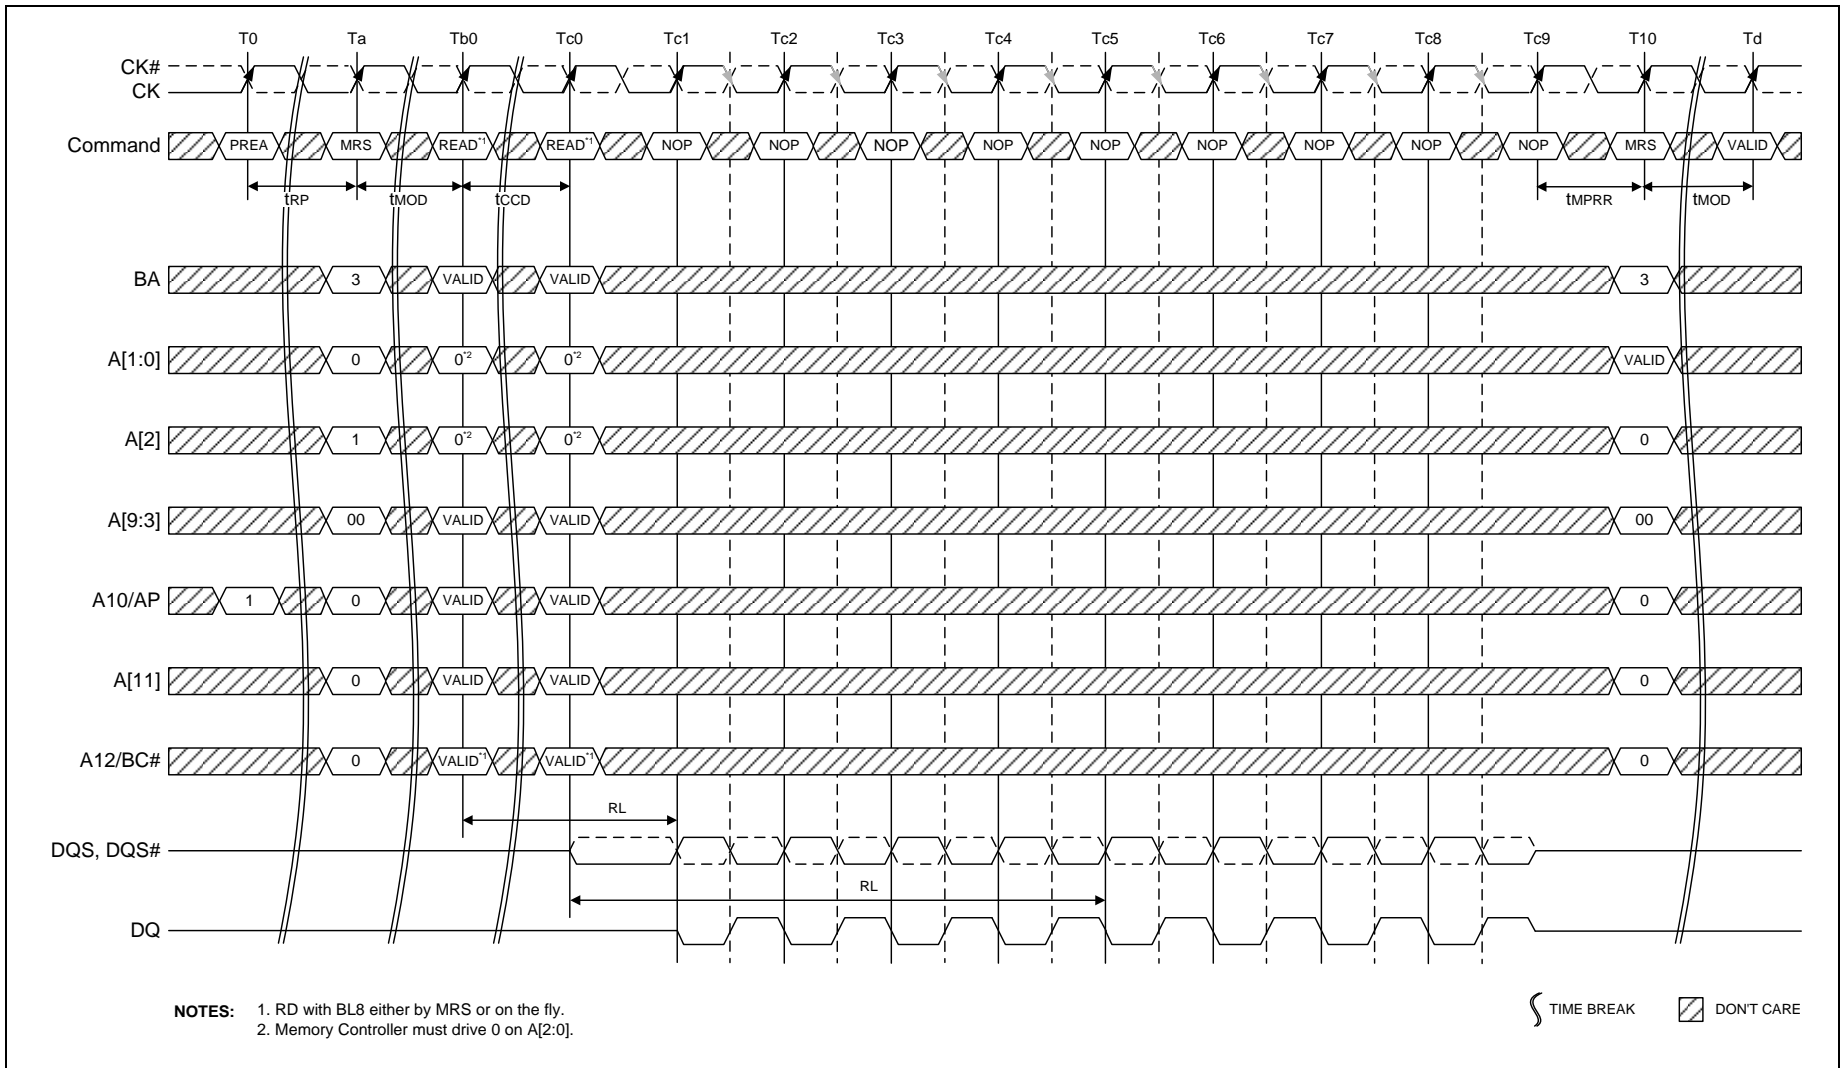 T0 Ta Tb0 Tc0 Tc1 Tc2 Tc3 Tc4 Tc5 Tc6 Tc7 Tc8 Tc9 T10 Td
CK#
CK
Command PREA MRS READ*1 READ*1 NOP NOP NOP NOP NOP NOP NOP NOP NOP MRS VALID
tRP tMOD tCCD tMPRR tMOD
BA 3 VALID VALID 3
A[1:0] 0 0*2 0*2 VALID
A[2] 1 0*2 0*2 0
A[9:3] 00 VALID VALID 00
A10/AP 1 0 VALID VALID 0
A[11] 0 VALID VALID 0
A12/BC# 0 VALID*1 VALID*1 0
RL
DQS, DQS#
RL
DQ
NOTES: 1. RD with BL8 either by MRS or on the fly.
2. Memory Controller must drive 0 on A[2:0].
TIME BREAK DON'T CARE